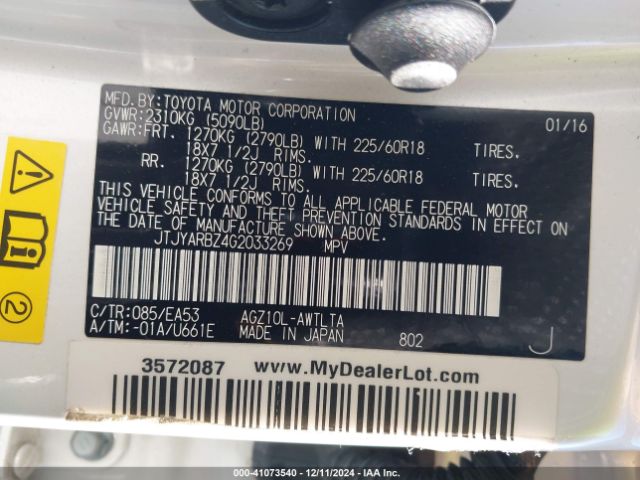 MFD.BY:TOYOTA MOTOR CORPORATION 01/16
GVWR:2310KG (5090LB)
GAWR:FRT. 1270KG (2790LB) WITH 225/60R18 TIRES.
18X7 1/2J RIMS.
RR. 1270KG (2790LB) WITH 225/60R18 TIRES.
18X7 1/2J RIMS.
THIS VEHICLE CONFORMS TO ALL APPLICABLE FEDERAL MOTOR
VEHICLE SAFETY AND THEFT PREVENTION STANDARDS IN EFFECT ON
THE DATE OF MANUFACTURE SHOWN ABOVE.
JTJYARBZ4G2033269 MPV
C/TR:085/EA53 AGZ10L-AWTLTA
A/TM:-01A/U661E MADE IN JAPAN 802 J
3572087 www.MyDealerLot.com
000-41073540 • 12/11/2024 • IAA Inc.